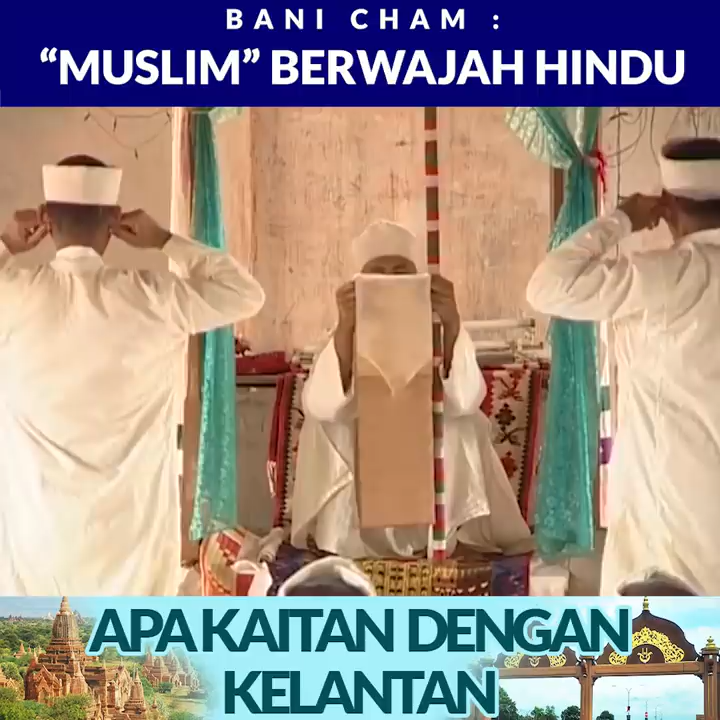 BANI CHAM :
“MUSLIM” BERWAJAH HINDU
APA KAITAN DENGAN
KELANTAN